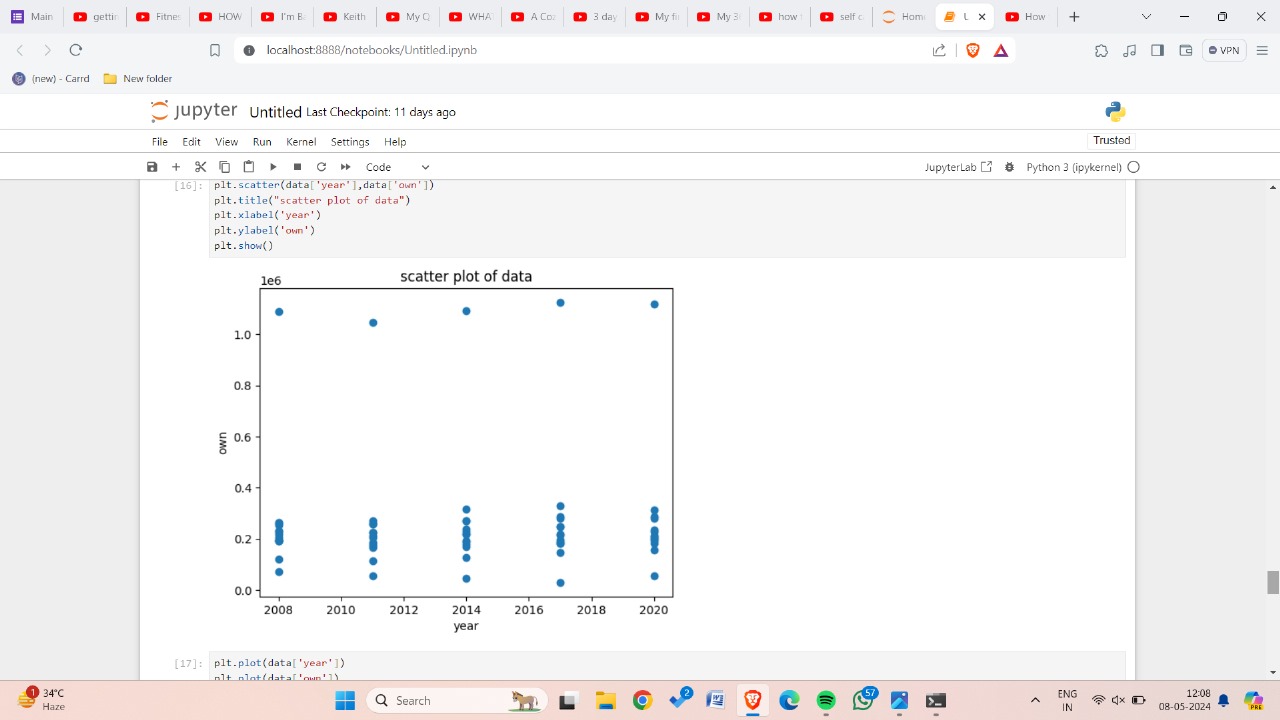 Main
gettin
Fitnes
HOW
I'm B
Keith
My Q
WHA
A Co
3 day
My fi
My 3
how t
self c
Hom
U
How
localhost:8888/notebooks/Untitled.ipynb
VPN
(new) - Carrd
New folder
jupyter Untitled Last Checkpoint: 11 days ago
File Edit View Run Kernel Settings Help
Trusted
Code
JupyterLab
Python 3 (ipykernel)
[16]: plt.scatter(data['year'],data['own'])
plt.title("scatter plot of data")
plt.xlabel('year')
plt.ylabel('own')
plt.show()
scatter plot of data
1e6
1.0
0.8
0.6
0.4
0.2
0.0
own
2008 2010 2012 2014 2016 2018 2020
year
[17]: plt.plot(data['year'])
plt.plot(data['own'])
1
34°C
Haze
Search
2
57
ENG
IN
12:08
08-05-2024
PRE